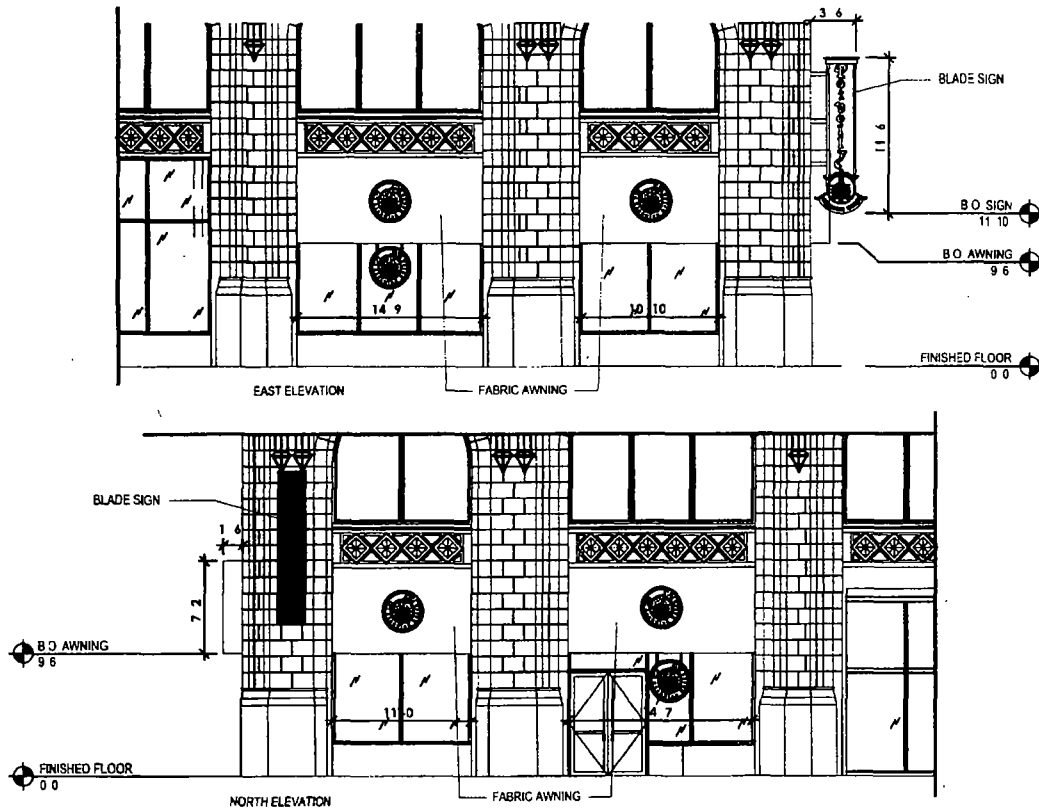 3 6
BLADE SIGN
11 6
B O SIGN
11 10
B O AWNING
9 6
14 9
10 10
FINISHED FLOOR
0 0
EAST ELEVATION
FABRIC AWNING
BLADE SIGN
1 6
7 2
B O AWNING
9 6
11 0
4 7
FINISHED FLOOR
0 0
NORTH ELEVATION
FABRIC AWNING